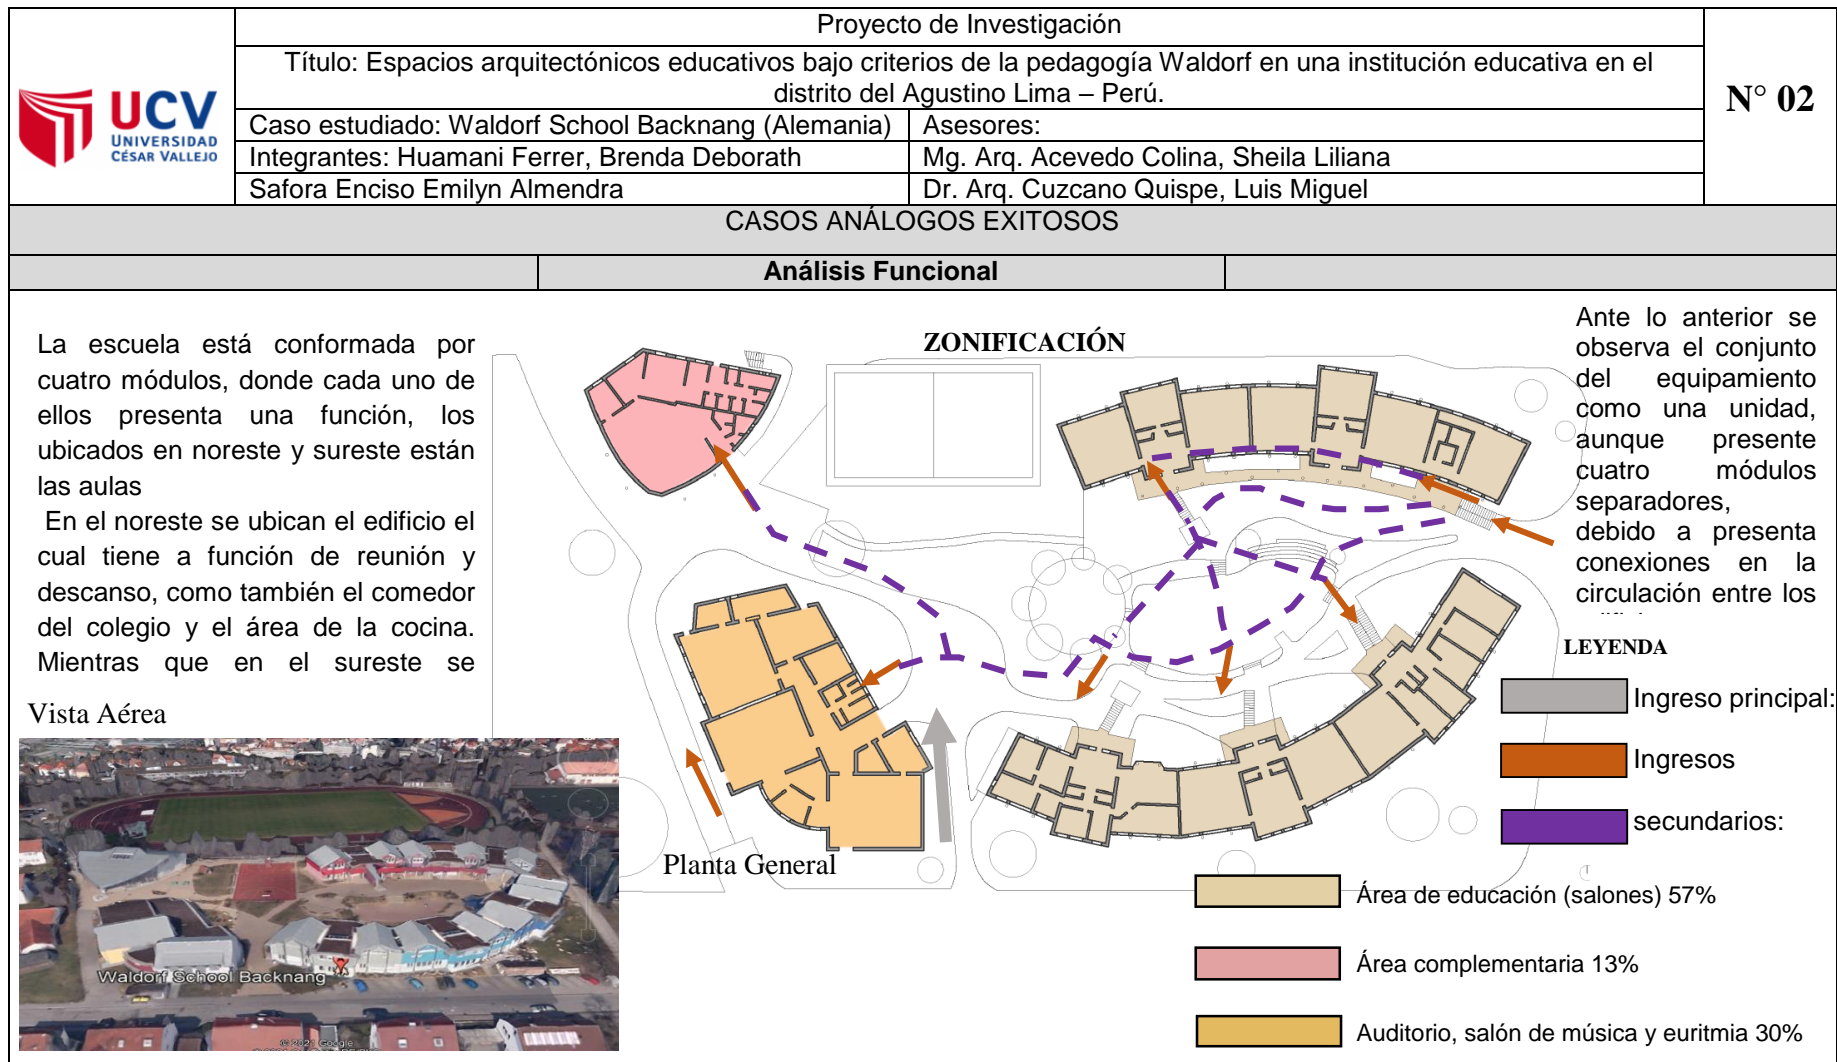 Proyecto de Investigación
Título: Espacios arquitectónicos educativos bajo criterios de la pedagogía Waldorf en una institución educativa en el
distrito del Agustino Lima – Perú.
N° 02
UCV
UNIVERSIDAD
CÉSAR VALLEJO
Caso estudiado: Waldorf School Backnang (Alemania)
Asesores:
Integrantes: Huamani Ferrer, Brenda Deborath
Mg. Arq. Acevedo Colina, Sheila Liliana
Safora Enciso Emilyn Almendra
Dr. Arq. Cuzcano Quispe, Luis Miguel
CASOS ANÁLOGOS EXITOSOS
Análisis Funcional
La escuela está conformada por
cuatro módulos, donde cada uno de
ellos presenta una función, los
ubicados en noreste y sureste están
las aulas
En el noreste se ubican el edificio el
cual tiene a función de reunión y
descanso, como también el comedor
del colegio y el área de la cocina.
Mientras que en el sureste se
Vista Aérea
Waldorf School Backnang
© 2021 Google
ZONIFICACIÓN
Planta General
Ante lo anterior se
observa el conjunto
del equipamiento
como una unidad,
aunque presente
cuatro módulos
separadores,
debido a presenta
conexiones en la
circulación entre los
LEYENDA
Ingreso principal:
Ingresos
secundarios:
Área de educación (salones) 57%
Área complementaria 13%
Auditorio, salón de música y euritmia 30%